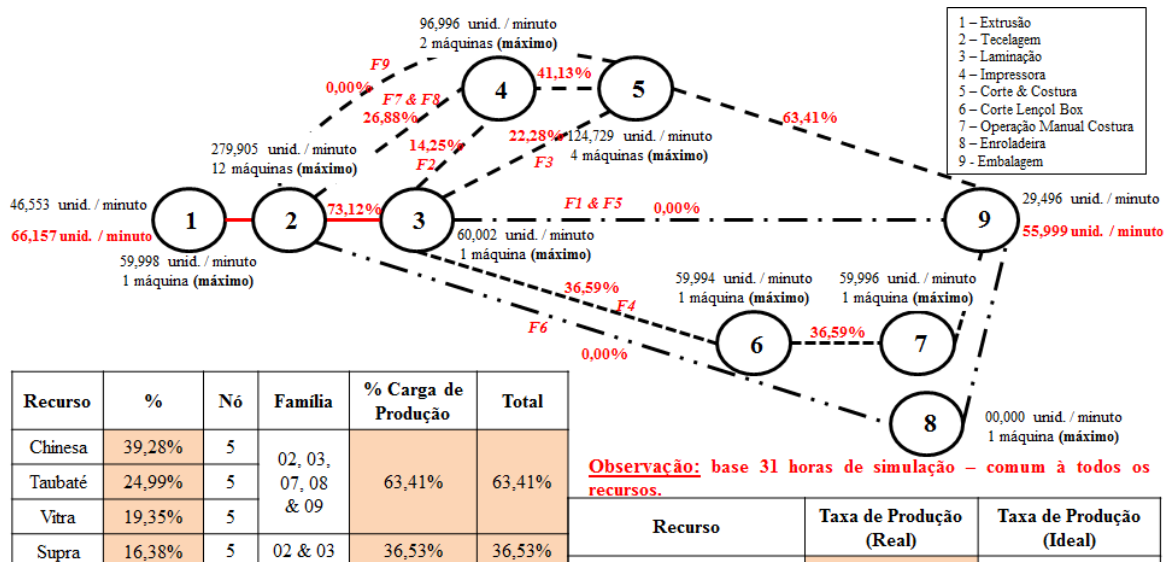 96,996 unid. / minuto
2 máquinas (máximo)
1 – Extrusão
2 – Tecelagem
3 – Laminação
4 – Impressora
5 – Corte & Costura
6 – Corte Lençol Box
7 – Operação Manual Costura
8 – Enroladeira
9 - Embalagem
F9
0,00%
F7 & F8
26,88%
4
41,13%
5
63,41%
14,25%
F2
22,28%
F3
124,729 unid. / minuto
4 máquinas (máximo)
279,905 unid. / minuto
12 máquinas (máximo)
46,553 unid. / minuto
66,157 unid. / minuto
1
2
73,12%
3
F1 & F5
0,00%
9
29,496 unid. / minuto
55,999 unid. / minuto
59,998 unid. / minuto
1 máquina (máximo)
60,002 unid. / minuto
1 máquina (máximo)
36,59%
F4
F6
0,00%
59,994 unid. / minuto
1 máquina (máximo)
59,996 unid. / minuto
1 máquina (máximo)
6
36,59%
7
8
00,000 unid. / minuto
1 máquina (máximo)
Recurso % Nó Família % Carga de Produção Total
Chinesa 39,28% 5 02, 03, 07, 08 & 09 63,41% 63,41%
Taubaté 24,99% 5
Vitra 19,35% 5
Supra 16,38% 5 02 & 03 36,53% 36,53%
Observação: base 31 horas de simulação – comum à todos os
recursos.
Recurso Taxa de Produção (Real) Taxa de Produção (Ideal)